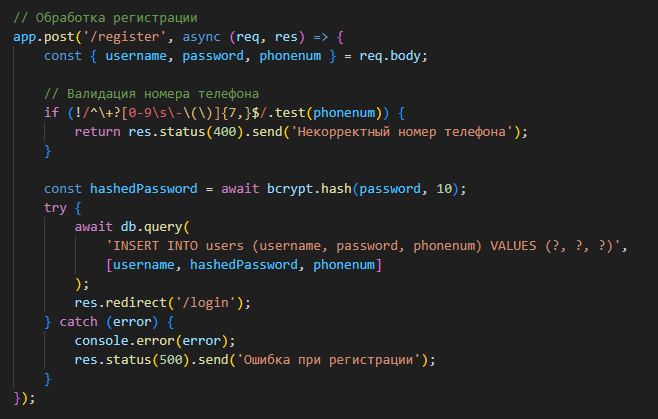 // Обработка регистрации
app.post('/register', async (req, res) => {
    const { username, password, phonenum } = req.body;

    // Валидация номера телефона
    if (!/^\+?[0-9\s\-\(\)]{7,}$/.test(phonenum)) {
        return res.status(400).send('Некорректный номер телефона');
    }

    const hashedPassword = await bcrypt.hash(password, 10);
    try {
        await db.query(
            'INSERT INTO users (username, password, phonenum) VALUES (?, ?, ?)',
            [username, hashedPassword, phonenum]
        );
        res.redirect('/login');
    } catch (error) {
        console.error(error);
        res.status(500).send('Ошибка при регистрации');
    }
});